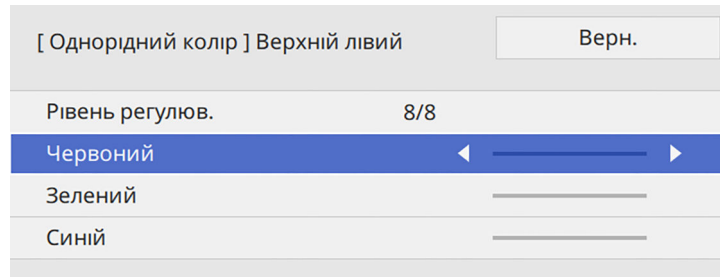 [ Однорідний колір ] Верхній лівий
Верн.
Рівень регулюв. 8/8
Червоний
Зелений
Синій